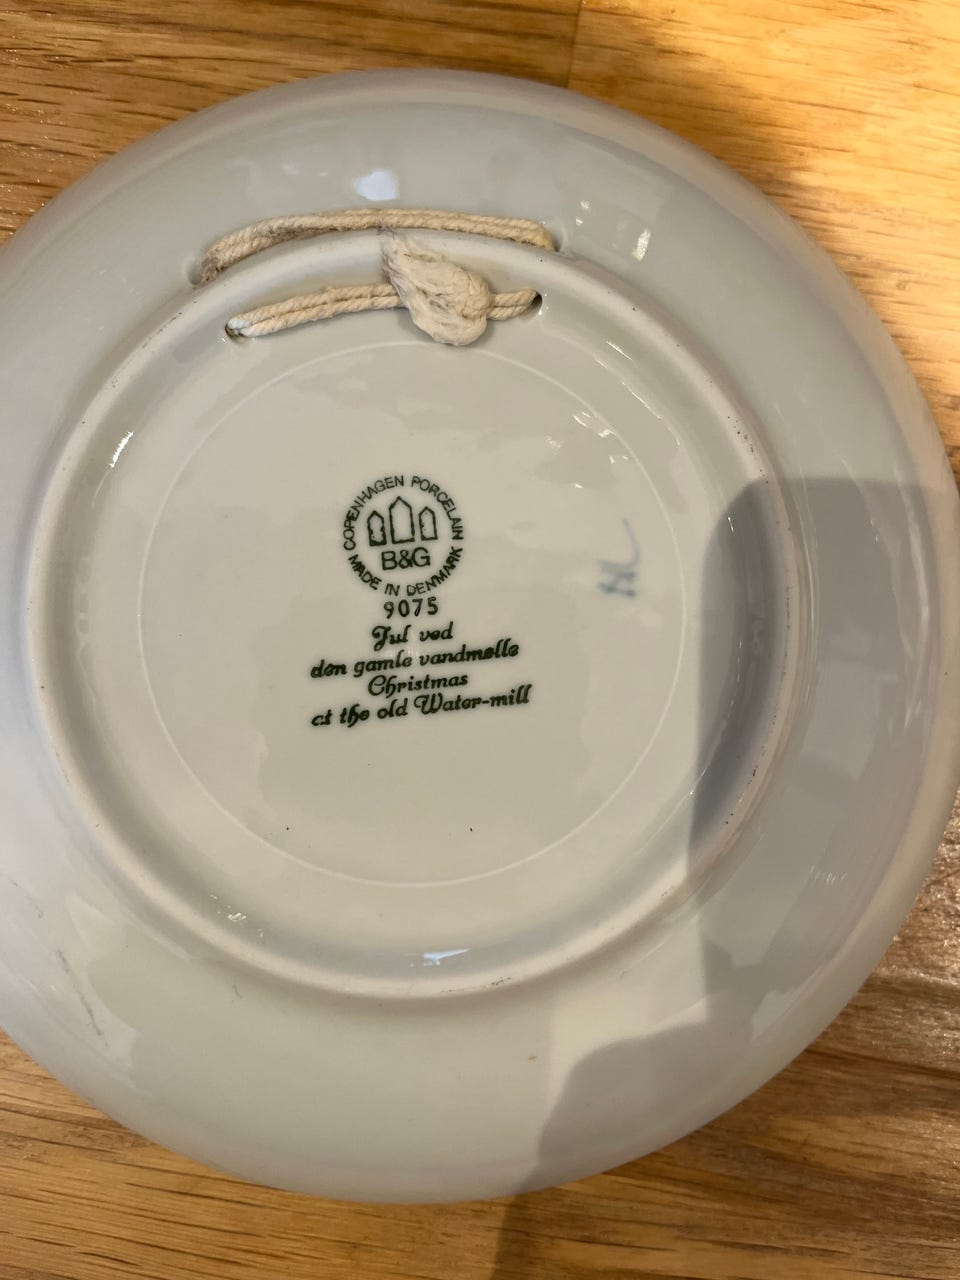 COPENHAGEN PORCELAIN
B&G
MADE IN DENMARK
9075
Jul ved
den gamle vandmølle
Christmas
at the old Water-mill